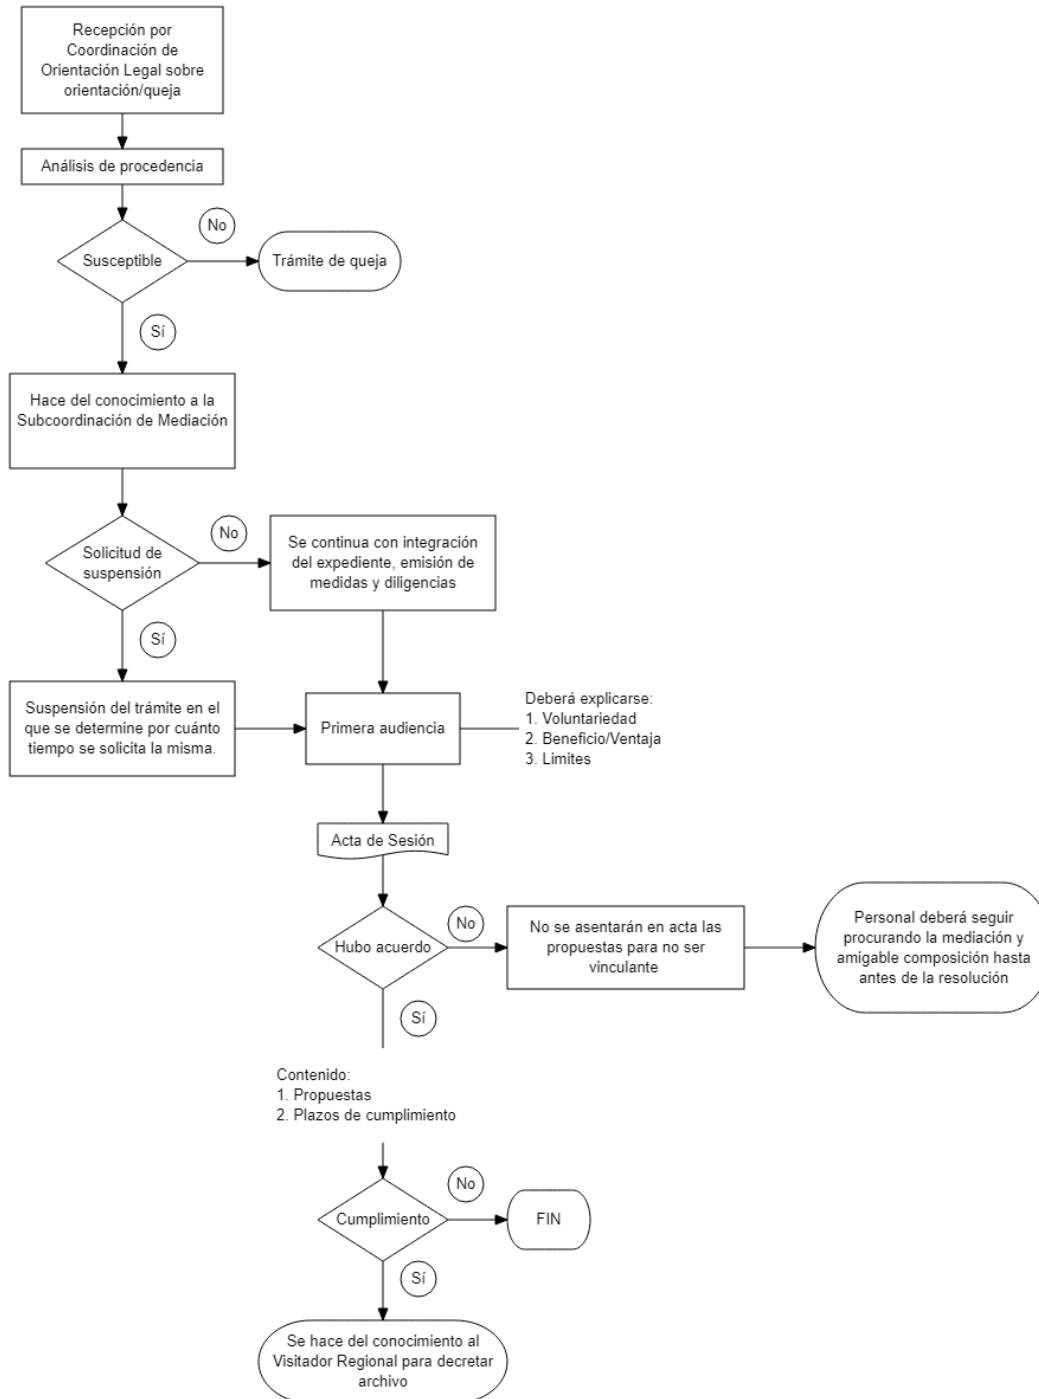 Recepción por
Coordinación de
Orientación Legal sobre
orientación/queja
Análisis de procedencia
No
Susceptible
Trámite de queja
Sí
Hace del conocimiento a la
Subcoordinación de Mediación
No
Solicitud de
suspensión
Se continua con integración
del expediente, emisión de
medidas y diligencias
Sí
Suspensión del trámite en el
que se determine por cuánto
tiempo se solicita la misma.
Primera audiencia
Deberá explicarse:
1. Voluntariedad
2. Beneficio/Ventaja
3. Limites
Acta de Sesión
No
Hubo acuerdo
No se asentarán en acta las
propuestas para no ser
vinculante
Personal deberá seguir
procurando la mediación y
amigable composición hasta
antes de la resolución
Sí
Contenido:
1. Propuestas
2. Plazos de cumplimiento
No
Cumplimiento
FIN
Sí
Se hace del conocimiento al
Visitador Regional para decretar
archivo